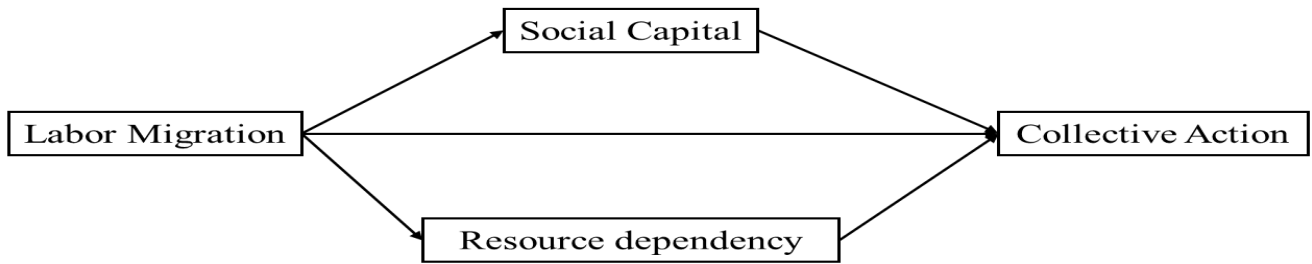 Social Capital
Labor Migration
Collective Action
Resource dependency